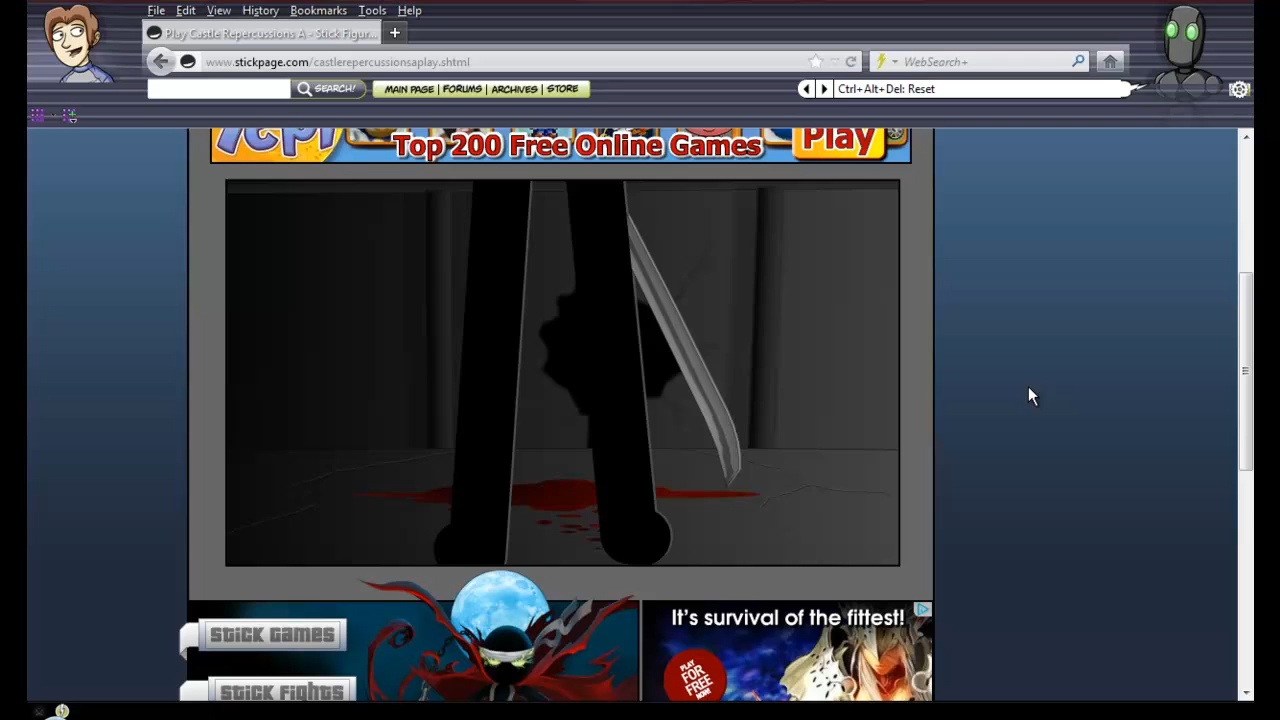 File Edit View History Bookmarks Tools Help
Play Castle Repercussions A - Stick Figur... +
www.stickpage.com/castlerepercussionsaplay.shtml WebSearch+
SEARCH! MAIN PAGE FORUMS ARCHIVES STORE Ctrl+Alt+Del: Reset
Top 200 Free Online Games Play
STICK GAMES
STICK FIGHTS
It's survival of the fittest!
PLAY
FOR
FREE
NOW!